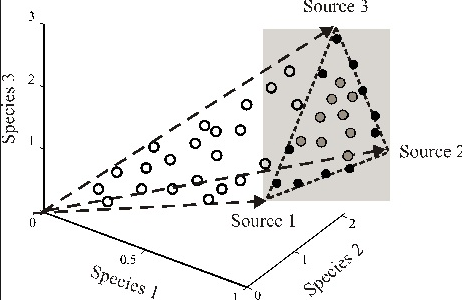 Source 3
3
2
Species 3
1
Source 2
0
Source 1
2
0.5
1
Species 2
Species 1
1
0